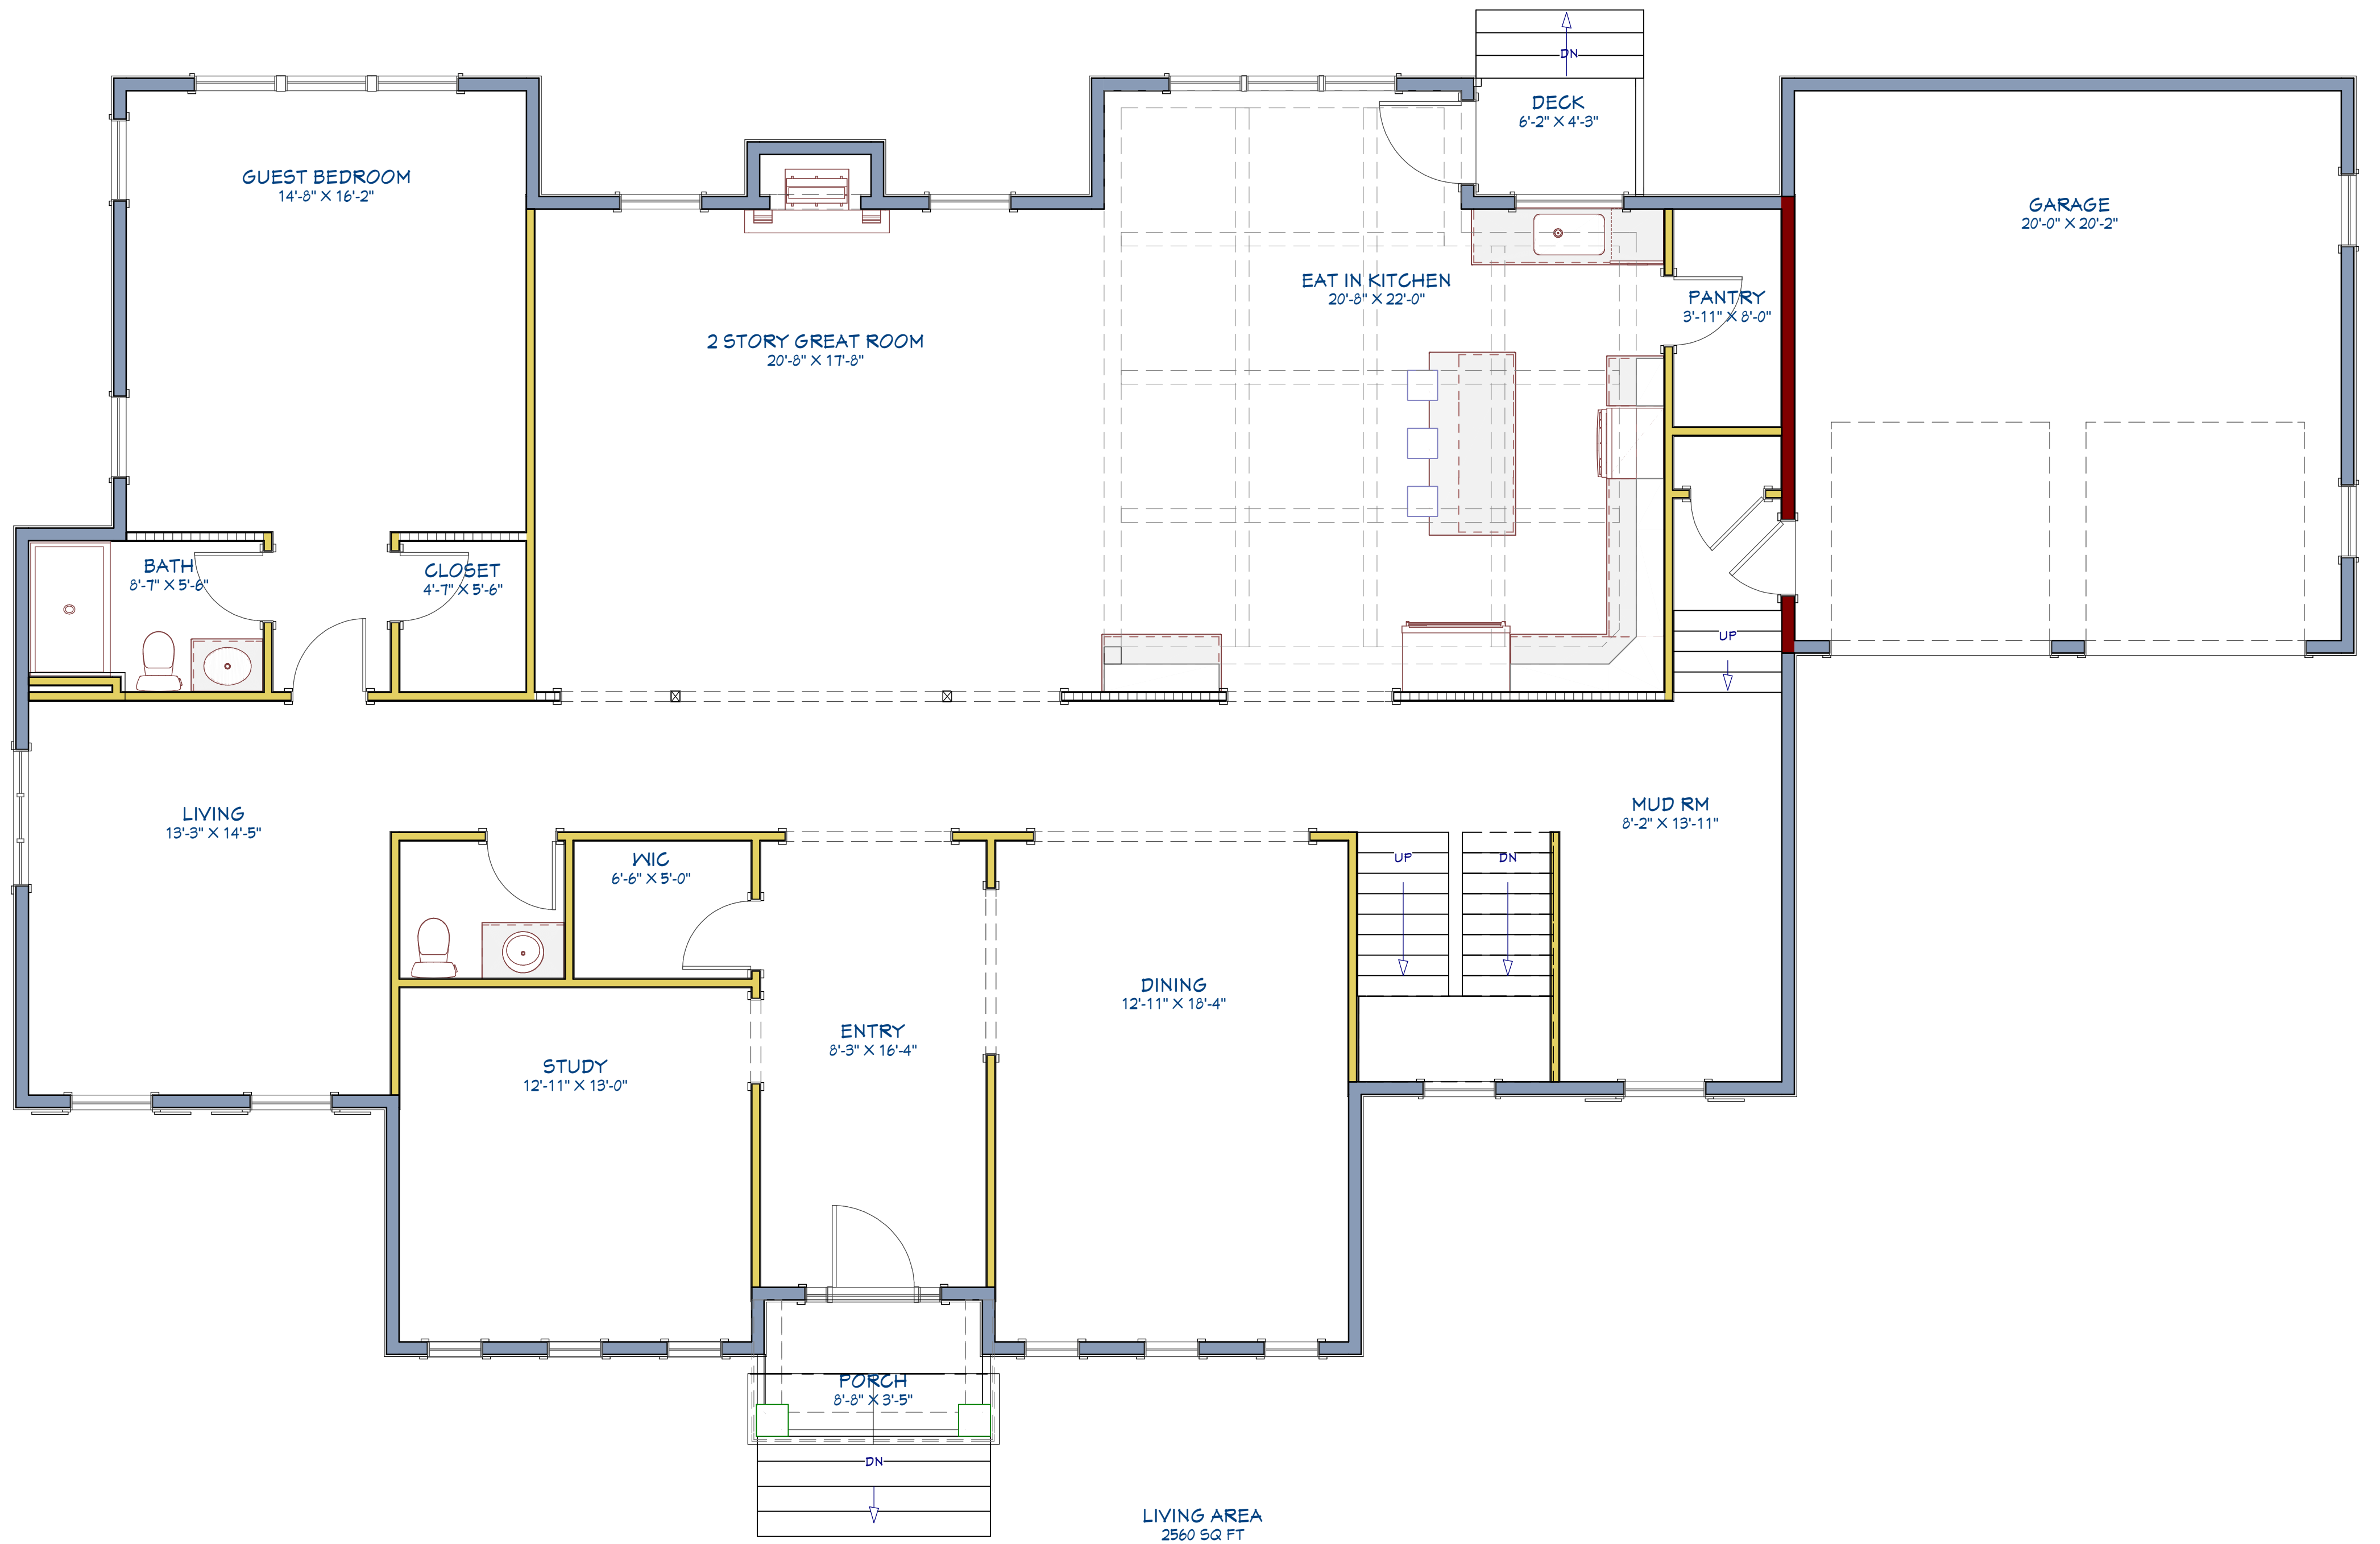 DN
DECK
6'-2" X 4'-3"
GUEST BEDROOM
14'-8" X 16'-2"
GARAGE
20'-0" X 20'-2"
EAT IN KITCHEN
20'-8" X 22'-0"
PANTRY
3'-11" X 8'-0"
2 STORY GREAT ROOM
20'-8" X 17'-8"
BATH
8'-7" X 5'-6"
CLOSET
4'-7" X 5'-6"
UP
LIVING
13'-3" X 14'-5"
MUD RM
8'-2" X 13'-11"
WIC
6'-6" X 5'-0"
UP
DN
DINING
12'-11" X 18'-4"
ENTRY
8'-3" X 16'-4"
STUDY
12'-11" X 13'-0"
PORCH
8'-8" X 3'-5"
DN
LIVING AREA
2560 SQ FT